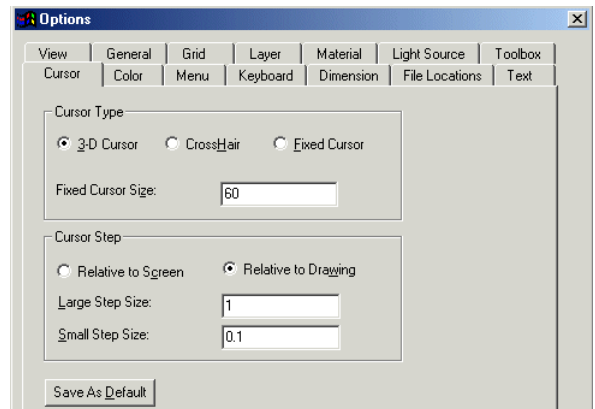 Options
View General Grid Layer Material Light Source Toolbox
Cursor Color Menu Keyboard Dimension File Locations Text
Cursor Type
3-D Cursor CrossHair Fixed Cursor
Fixed Cursor Size: 60
Cursor Step
Relative to Screen Relative to Drawing
Large Step Size: 1
Small Step Size: 0.1
Save As Default